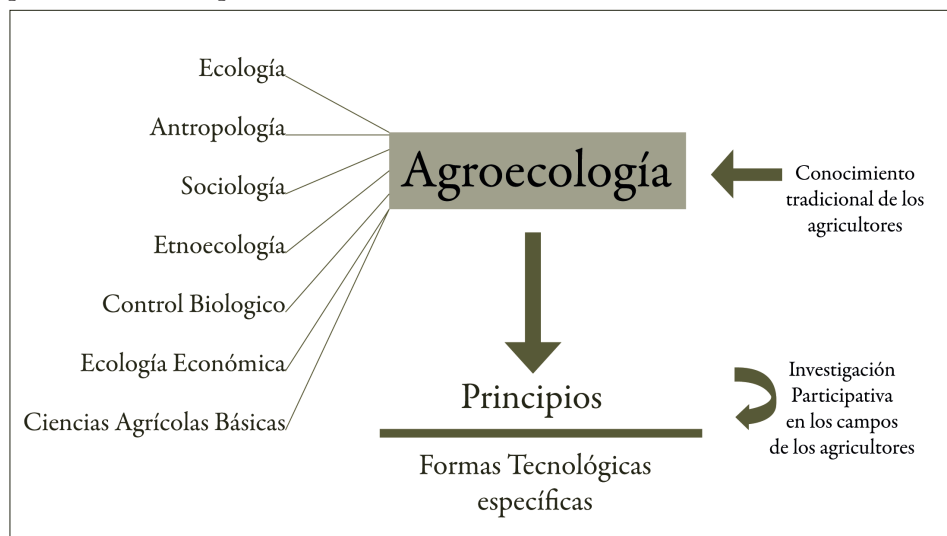 Ecología
Antropología
Sociología
Etnoecología
Control Biologico
Ecología Económica
Ciencias Agrícolas Básicas
Agroecología
Conocimiento
tradicional de los
agricultores
Principios
Formas Tecnológicas
específicas
Investigación
Participativa
en los campos
de los agricultores